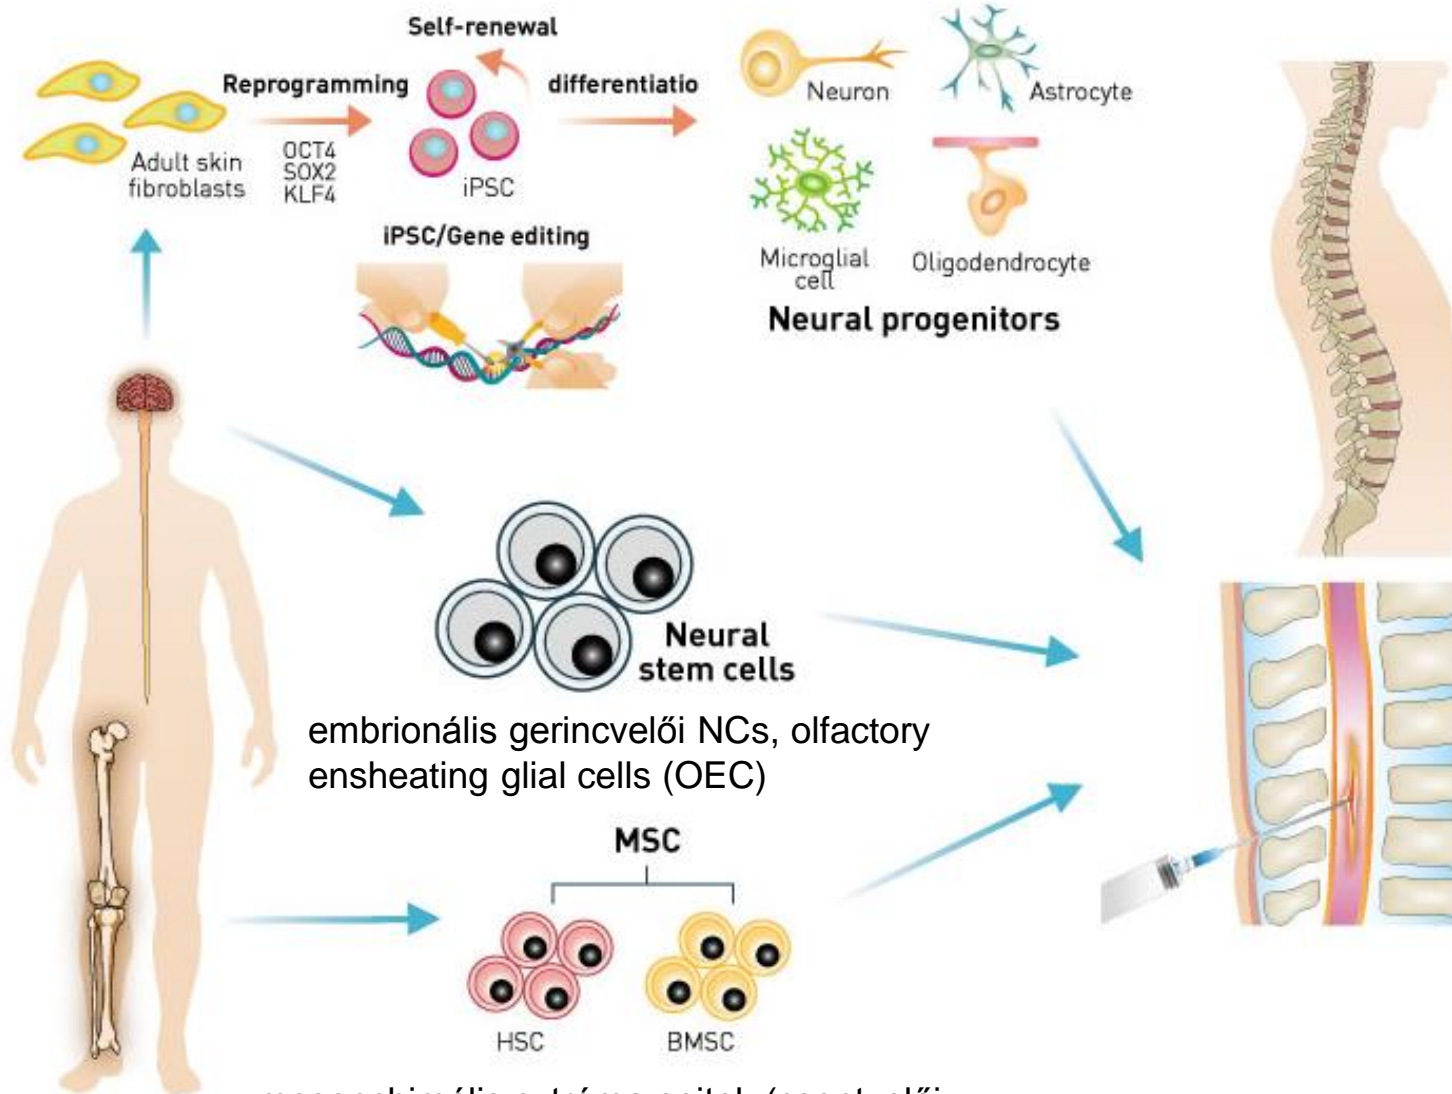 Self-renewal
Reprogramming
differentiatio
OCT4
SOX2
KLF4
Adult skin
fibroblasts
iPSC
Neuron
Astrocyte
iPSC/Gene editing
Microglial
cell
Oligodendrocyte
Neural progenitors
Neural
stem cells
embrionális gerincvelői NCs, olfactory
ensheating glial cells (OEC)
MSC
HSC
BMSC